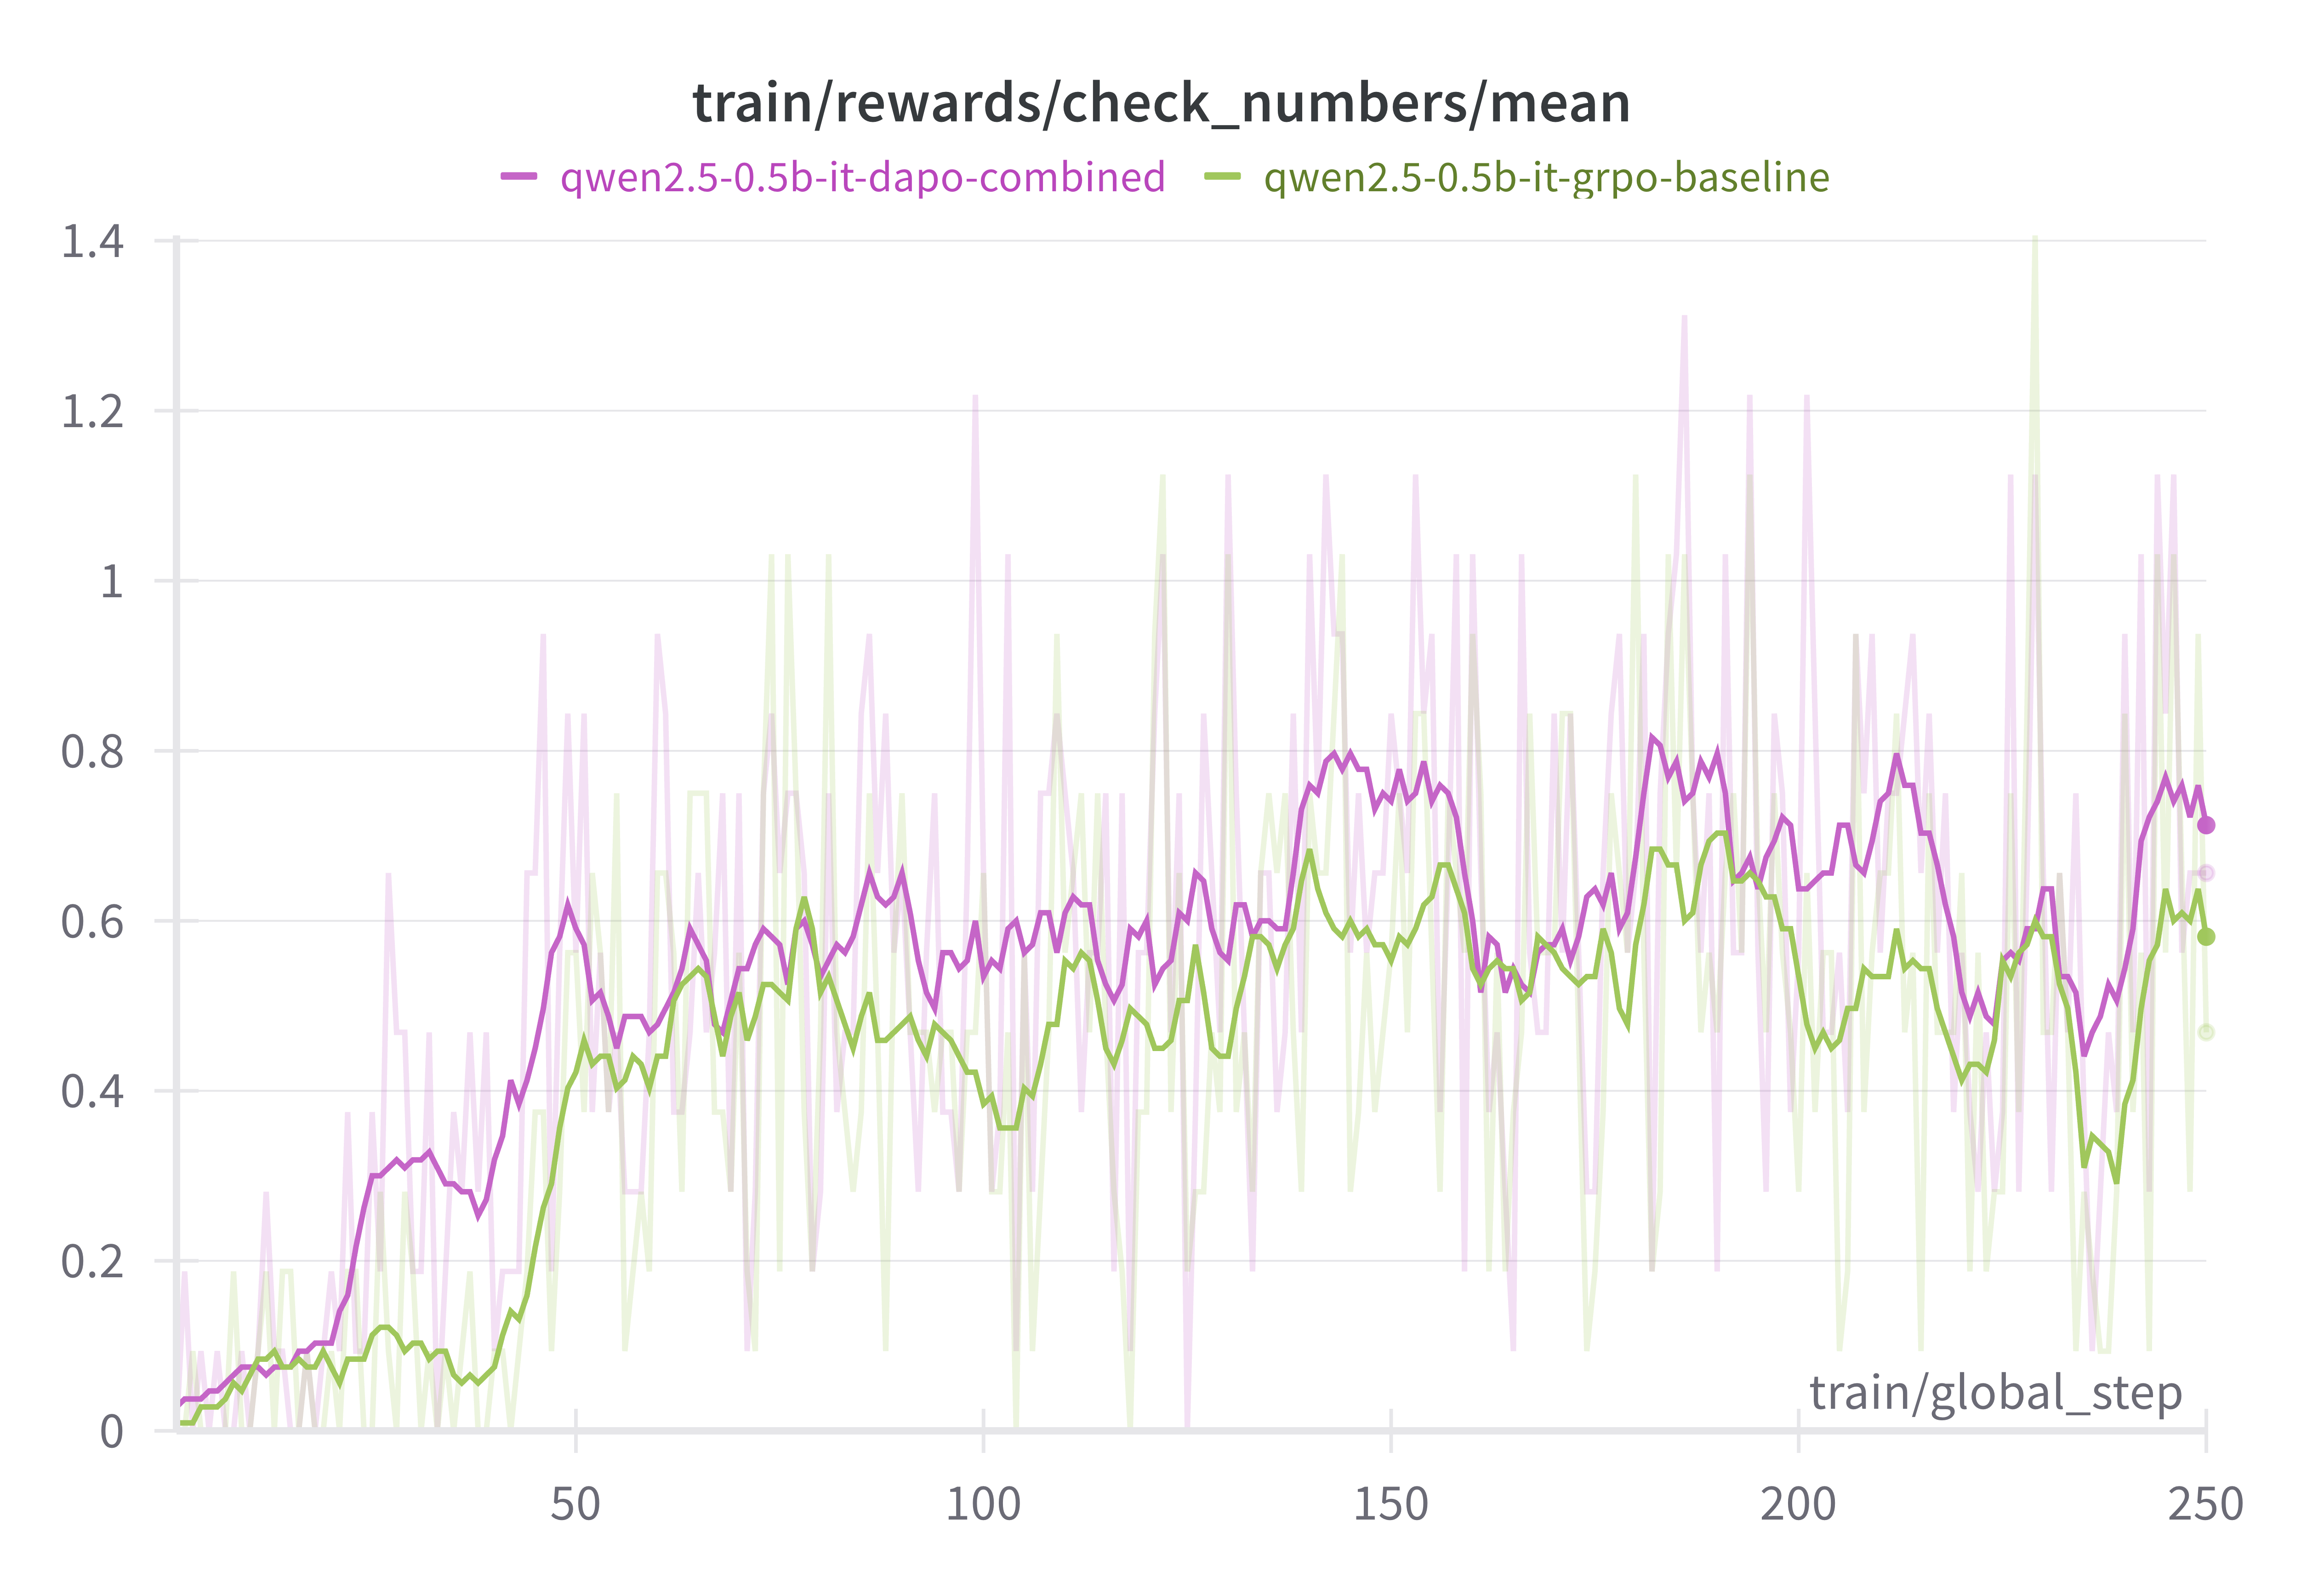 train/rewards/check_numbers/mean
qwen2.5-0.5b-it-dapo-combined qwen2.5-0.5b-it-grpo-baseline
1.4
1.2
1
0.8
0.6
0.4
0.2
0
train/global_step
50 100 150 200 250